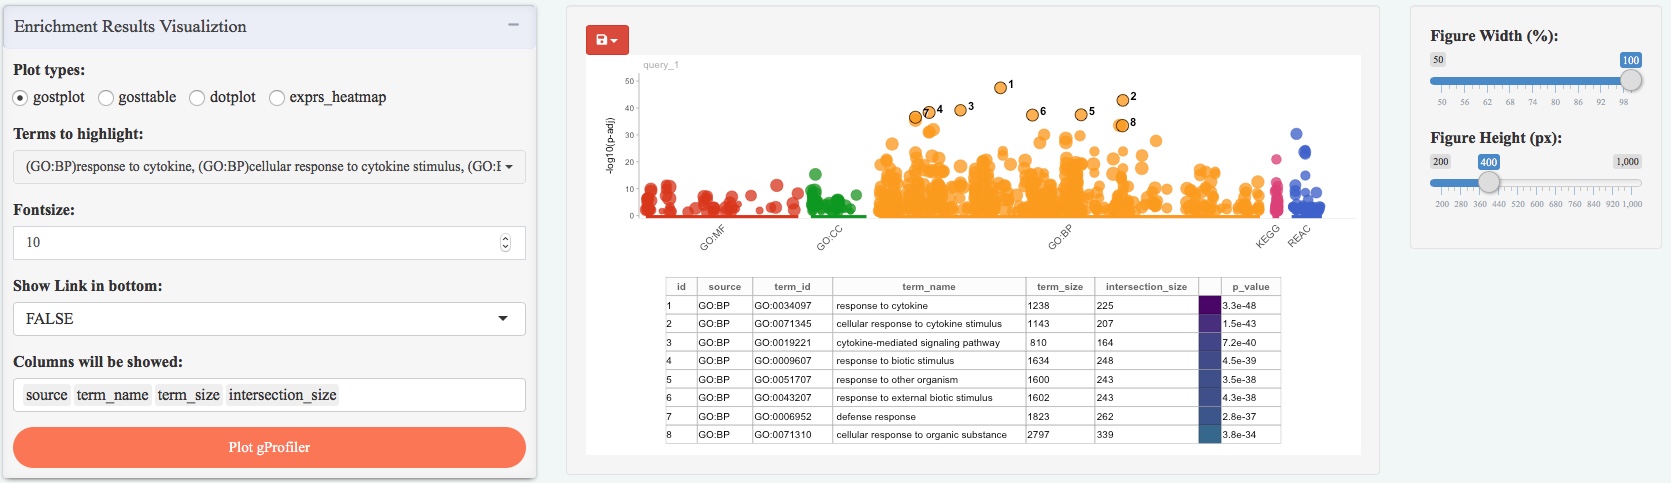 Enrichment Results Visualiztion
Plot types:
gostplot gosttable dotplot exprs_heatmap
Terms to highlight:
(GO:BP)response to cytokine, (GO:BP)cellular response to cytokine stimulus, (GO:
Fontsize:
10
Show Link in bottom:
FALSE
Columns will be showed:
source term_name term_size intersection_size
Plot gProfiler
query_1
-log10(p-adj)
50
40
30
20
10
0
1
2
3
4
7
6
5
8
GO:MF GO:CC GO:BP KEGG REAC
id source term_id term_name term_size intersection_size p_value
1 GO:BP GO:0034097 response to cytokine 1238 225 3.3e-48
2 GO:BP GO:0071345 cellular response to cytokine stimulus 1143 207 1.5e-43
3 GO:BP GO:0019221 cytokine-mediated signaling pathway 810 164 7.2e-40
4 GO:BP GO:0009607 response to biotic stimulus 1634 248 4.5e-39
5 GO:BP GO:0051707 response to other organism 1600 243 3.5e-38
6 GO:BP GO:0043207 response to external biotic stimulus 1602 243 4.3e-38
7 GO:BP GO:0006952 defense response 1823 262 2.8e-37
8 GO:BP GO:0071310 cellular response to organic substance 2797 339 3.8e-34
Figure Width (%):
50 100
50 56 62 68 74 80 86 92 98
Figure Height (px):
200 400 1,000
200 280 360 440 520 600 680 760 840 920 1,000